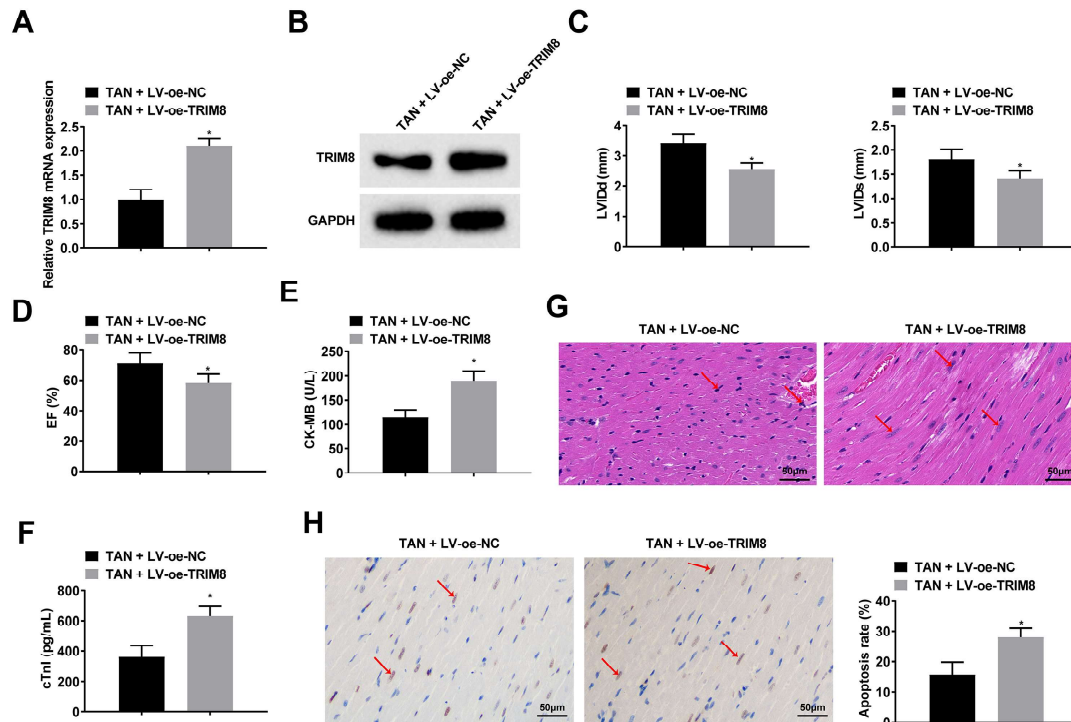 A
TAN + LV-oe-NC
TAN + LV-oe-TRIM8
Relative TRIM8 mRNA expression
2.5
2.0
1.5
1.0
0.5
0.0
*
B
TAN + LV-oe-NC
TAN + LV-oe-TRIM8
TRIM8
GAPDH
C
TAN + LV-oe-NC
TAN + LV-oe-TRIM8
LVIDd (mm)
4
3
2
1
0
*
TAN + LV-oe-NC
TAN + LV-oe-TRIM8
LVIDs (mm)
2.5
2.0
1.5
1.0
0.5
0.0
*
D
TAN + LV-oe-NC
TAN + LV-oe-TRIM8
EF (%)
80
60
40
20
0
*
E
TAN + LV-oe-NC
TAN + LV-oe-TRIM8
CK-MB (U/L)
250
200
150
100
50
0
*
G
TAN + LV-oe-NC
50μm
TAN + LV-oe-TRIM8
50μm
F
TAN + LV-oe-NC
TAN + LV-oe-TRIM8
cTnI (pg/mL)
800
600
400
200
0
*
H
TAN + LV-oe-NC
50μm
TAN + LV-oe-TRIM8
50μm
TAN + LV-oe-NC
TAN + LV-oe-TRIM8
Apoptosis rate (%)
40
30
20
10
0
*